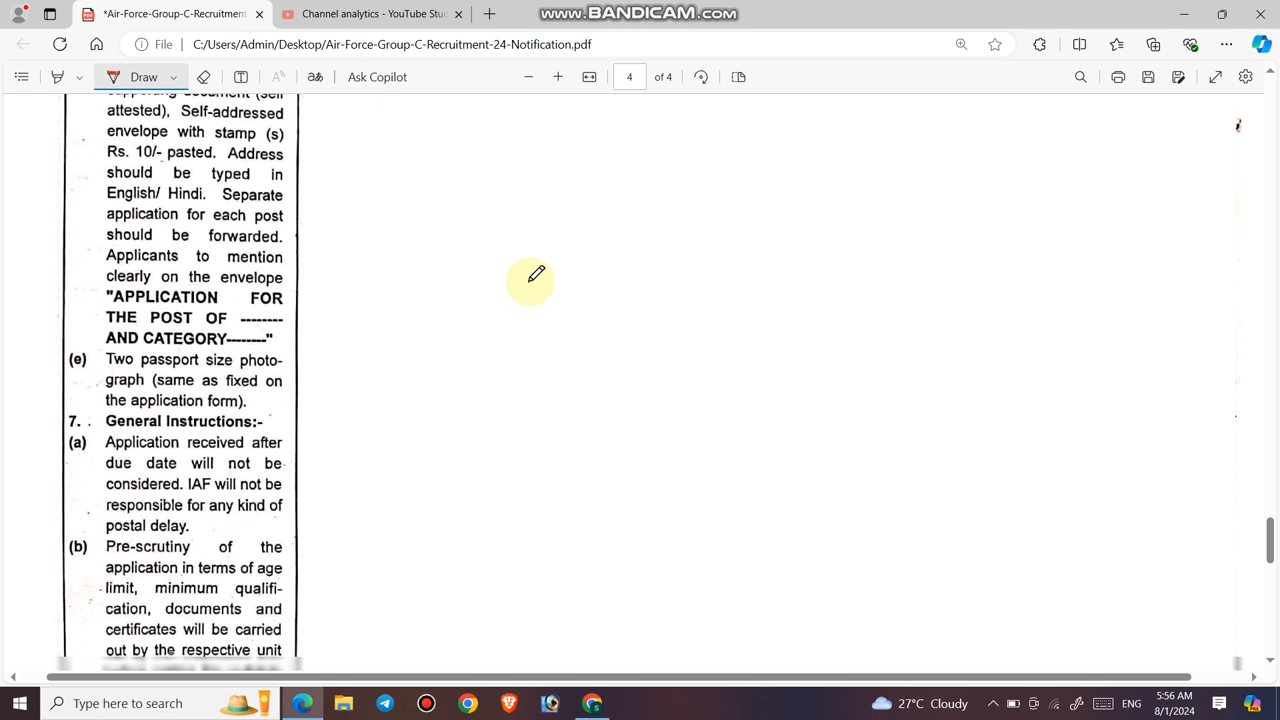 *Air-Force-Group-C-Recruitment
Channel analytics - YouTube Stu
www.BANDICAM.com
File
C:/Users/Admin/Desktop/Air-Force-Group-C-Recruitment-24-Notification.pdf
Draw
Ask Copilot
4 of 4
supporting document (self
attested), Self-addressed
envelope with stamp (s)
Rs. 10/- pasted. Address
should be typed in
English/ Hindi. Separate
application for each post
should be forwarded.
Applicants to mention
clearly on the envelope
"APPLICATION FOR
THE POST OF --------
AND CATEGORY--------"
(e) Two passport size photo-
graph (same as fixed on
the application form).
7. General Instructions:-
(a) Application received after
due date will not be
considered. IAF will not be
responsible for any kind of
postal delay.
(b) Pre-scrutiny of the
application in terms of age
limit, minimum qualifi-
cation, documents and
certificates will be carried
out by the respective unit
Type here to search
27°C Cloudy
ENG
5:56 AM
8/1/2024